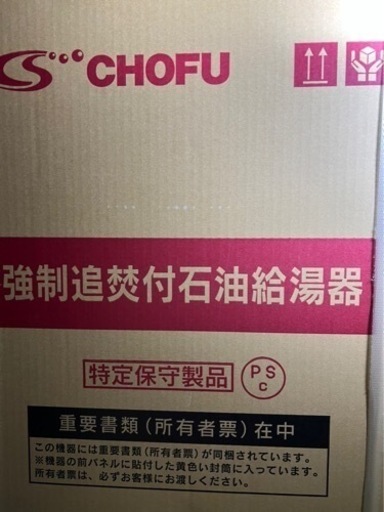 CHOFU
強制追焚付石油給湯器
特定保守製品 PSC
重要書類（所有者票）在中
この機器には重要書類（所有者票）が同梱されています。
※機器の前パネルに貼付した黄色い封筒に入っています。
所有者票は、必ずお客様にお渡しください。